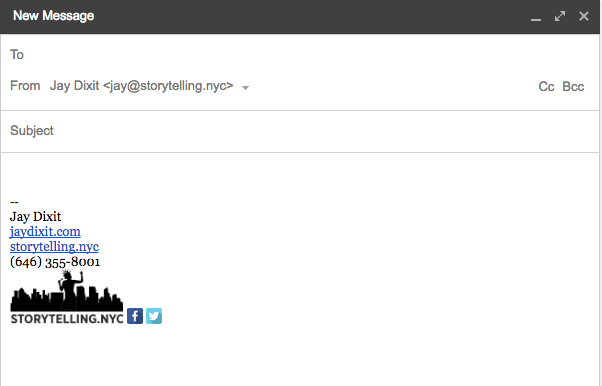 New Message
To
From Jay Dixit <jay@storytelling.nyc> Cc Bcc
Subject
--
Jay Dixit
jaydixit.com
storytelling.nyc
(646) 355-8001
STORYTELLING.NYC